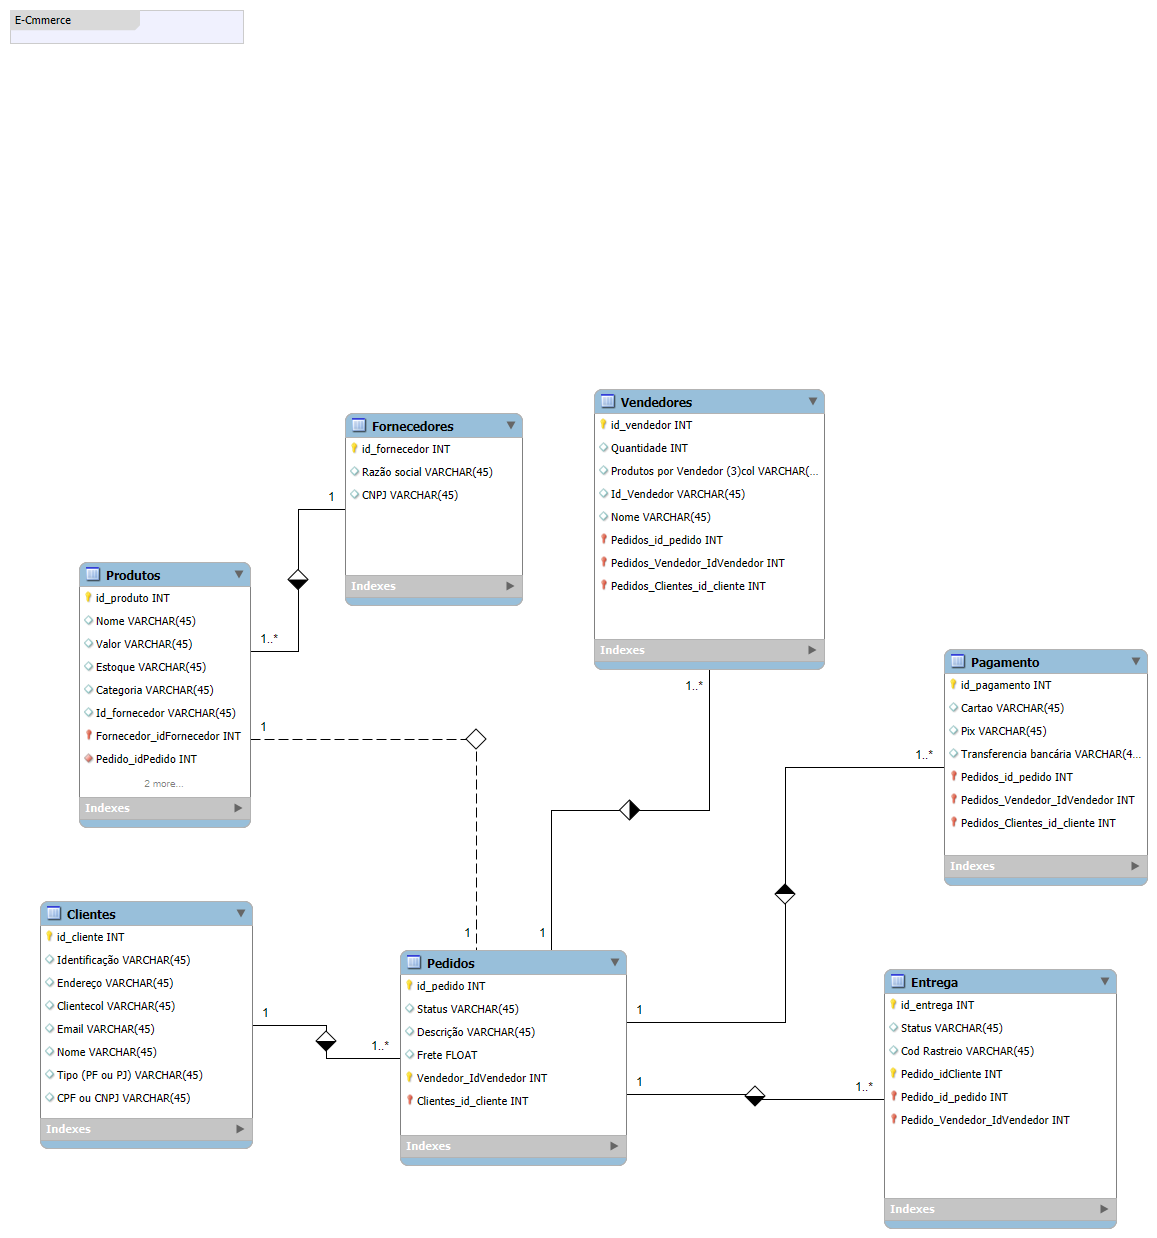 E-Cmmerce
Fornecedores
id_fornecedor INT
Razão social VARCHAR(45)
CNPJ VARCHAR(45)
Indexes
Vendedores
id_vendedor INT
Quantidade INT
Produtos por Vendedor (3)col VARCHAR(...
Id_Vendedor VARCHAR(45)
Nome VARCHAR(45)
Pedidos_id_pedido INT
Pedidos_Vendedor_IdVendedor INT
Pedidos_Clientes_id_cliente INT
Indexes
1
1..*
Produtos
id_produto INT
Nome VARCHAR(45)
Valor VARCHAR(45)
Estoque VARCHAR(45)
Categoria VARCHAR(45)
Id_fornecedor VARCHAR(45)
Fornecedor_idFornecedor INT
Pedido_idPedido INT
2 more...
Indexes
1
1
1..*
1
Pagamento
id_pagamento INT
Cartao VARCHAR(45)
Pix VARCHAR(45)
Transferencia bancária VARCHAR(4...
Pedidos_id_pedido INT
Pedidos_Vendedor_IdVendedor INT
Pedidos_Clientes_id_cliente INT
Indexes
1..*
1
Clientes
id_cliente INT
Identificação VARCHAR(45)
Endereço VARCHAR(45)
Clientecol VARCHAR(45)
Email VARCHAR(45)
Nome VARCHAR(45)
Tipo (PF ou PJ) VARCHAR(45)
CPF ou CNPJ VARCHAR(45)
Indexes
1
1..*
Pedidos
id_pedido INT
Status VARCHAR(45)
Descrição VARCHAR(45)
Frete FLOAT
Vendedor_IdVendedor INT
Clientes_id_cliente INT
Indexes
1
1..*
Entrega
id_entrega INT
Status VARCHAR(45)
Cod Rastreio VARCHAR(45)
Pedido_idCliente INT
Pedido_id_pedido INT
Pedido_Vendedor_IdVendedor INT
Indexes